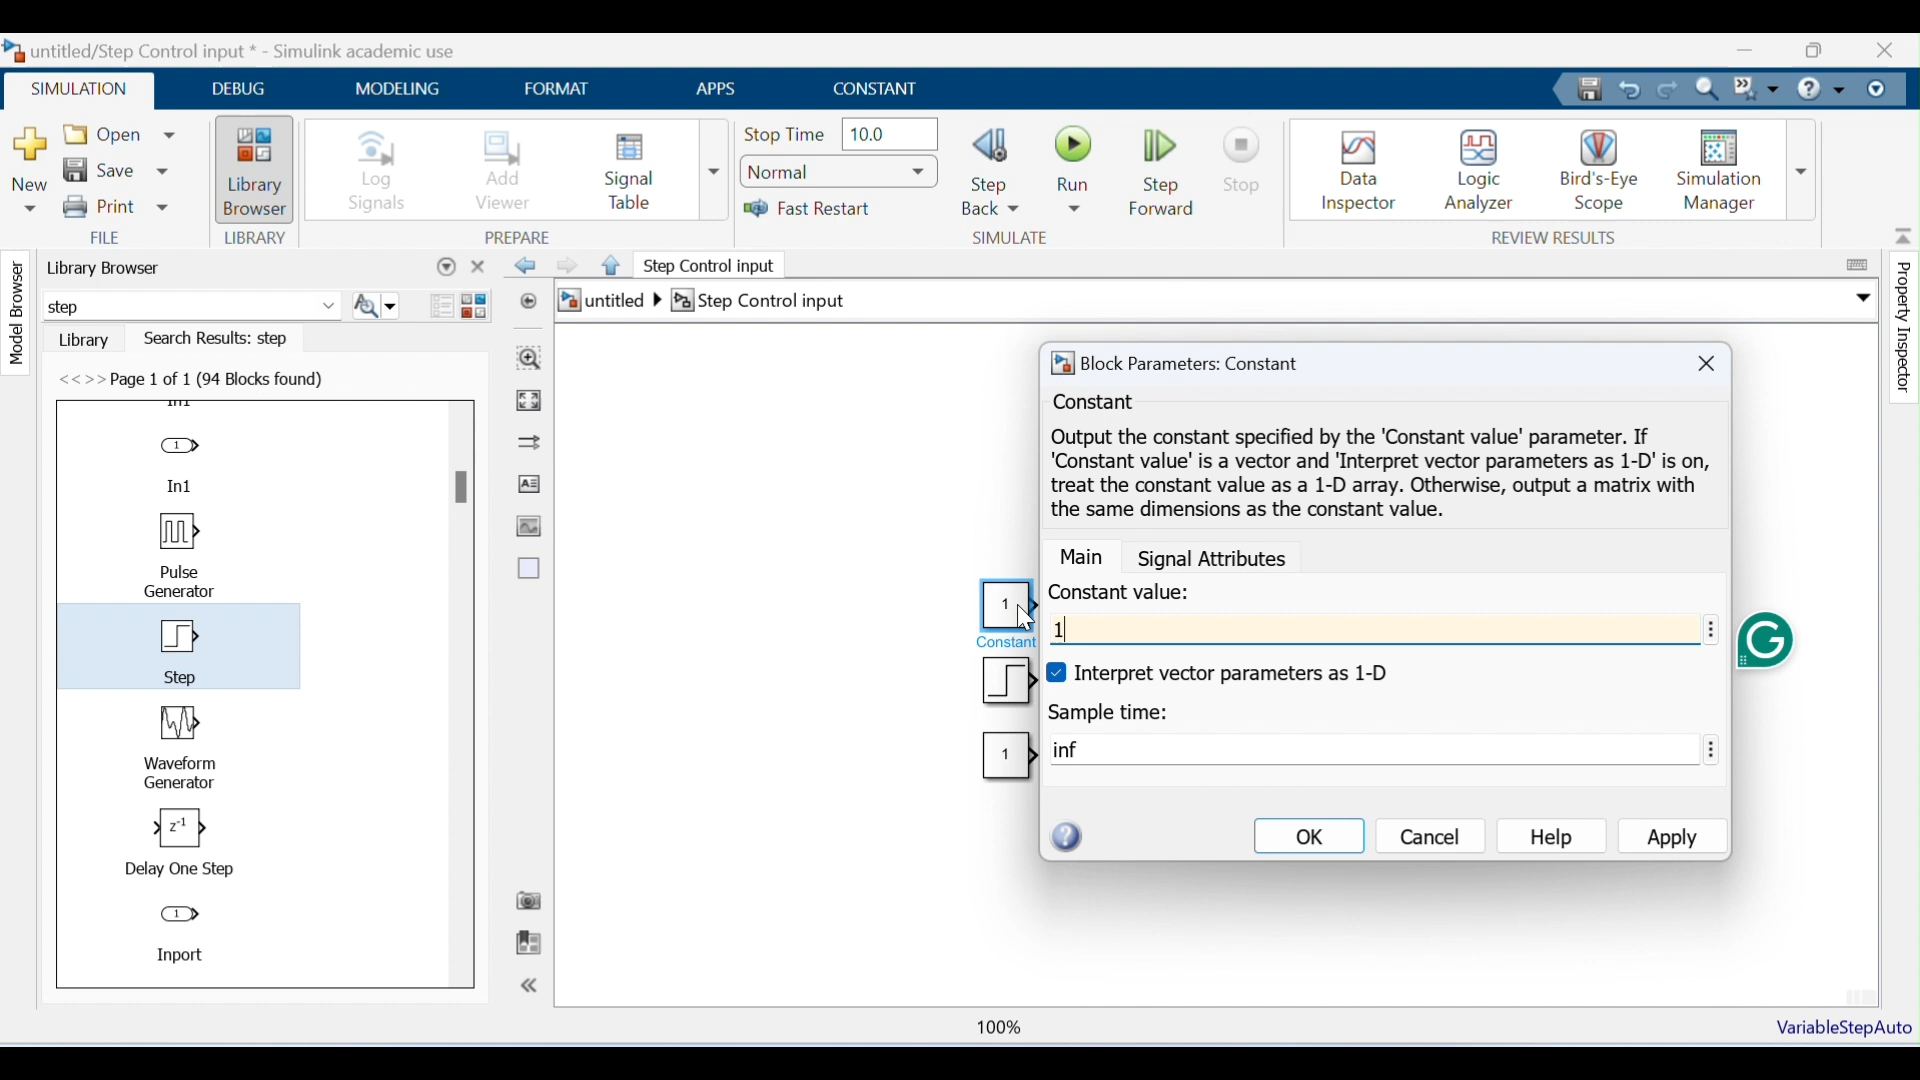 untitled/Step Control input * - Simulink academic use
SIMULATION DEBUG MODELING FORMAT APPS CONSTANT
New
Open
Save
Print
FILE
Library
Browser
LIBRARY
Log
Signals
Add
Viewer
Signal
Table
PREPARE
Stop Time 10.0
Normal
Fast Restart
Step
Back
Run
Step
Forward
Stop
SIMULATE
Data
Inspector
Logic
Analyzer
Bird's-Eye
Scope
Simulation
Manager
REVIEW RESULTS
Model Browser
Library Browser
step
Library Search Results: step
<< >> Page 1 of 1 (94 Blocks found)
In1
1
In1
Pulse
Generator
Step
Waveform
Generator
z-1
Delay One Step
1
Inport
Step Control input
untitled Step Control input
1
Constant
1
Block Parameters: Constant
Constant
Output the constant specified by the 'Constant value' parameter. If
'Constant value' is a vector and 'Interpret vector parameters as 1-D' is on,
treat the constant value as a 1-D array. Otherwise, output a matrix with
the same dimensions as the constant value.
Main Signal Attributes
Constant value:
1
Interpret vector parameters as 1-D
Sample time:
inf
OK Cancel Help Apply
G
Property Inspector
100%
VariableStepAuto